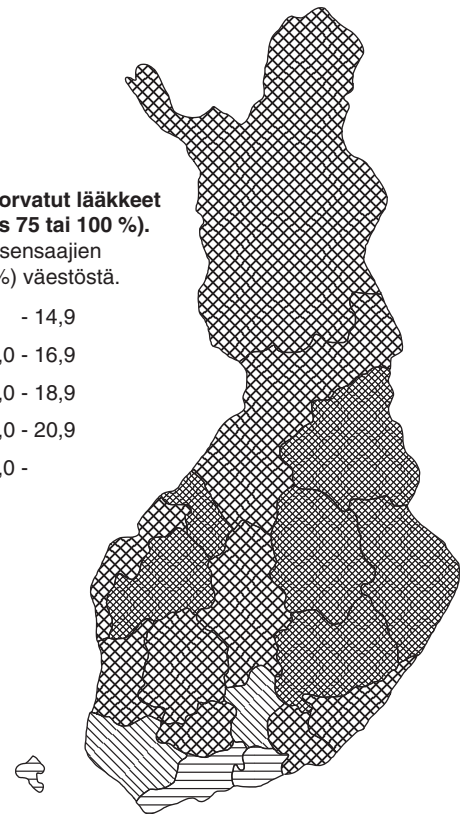 orvatut lääkkeet
s 75 tai 100 %).
sensaajien
%) väestöstä.
- 14,9
,0 - 16,9
,0 - 18,9
,0 - 20,9
,0 -